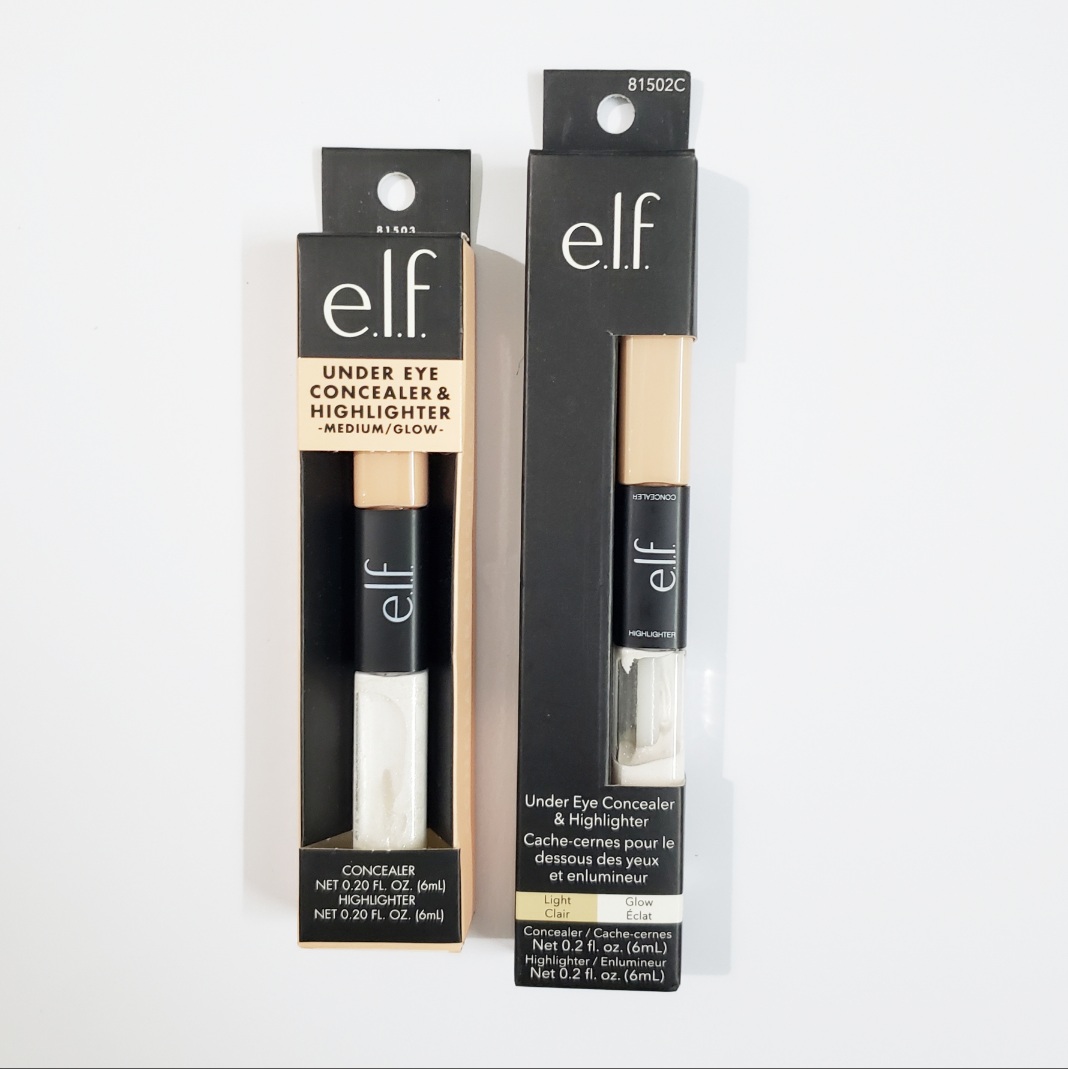 81503
e.l.f.
UNDER EYE
CONCEALER &
HIGHLIGHTER
-MEDIUM/GLOW-
e.l.f.
CONCEALER
NET 0.20 FL. OZ. (6mL)
HIGHLIGHTER
NET 0.20 FL. OZ. (6mL)
81502C
e.l.f.
CONCEALER
e.l.f.
HIGHLIGHTER
Under Eye Concealer
& Highlighter
Cache-cernes pour le
dessous des yeux
et enlumineur
Light Glow
Clair Éclat
Concealer / Cache-cernes
Net 0.2 fl. oz. (6mL)
Highlighter / Enlumineur
Net 0.2 fl. oz. (6mL)